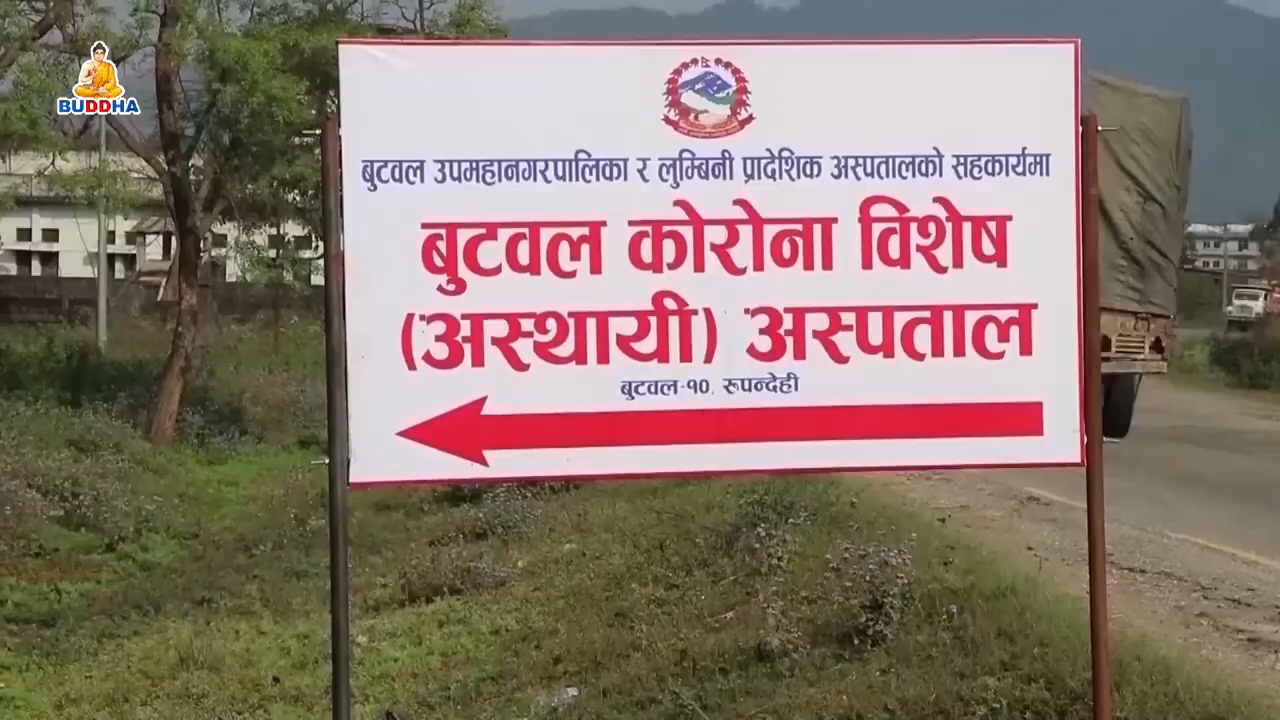 BUDDHA
बुटवल उपमहानगरपालिका र लुम्बिनी प्रादेशिक अस्पतालको सहकार्यमा
बुटवल कोरोना विशेष
(अस्थायी) अस्पताल
बुटवल-१०, रुपन्देही